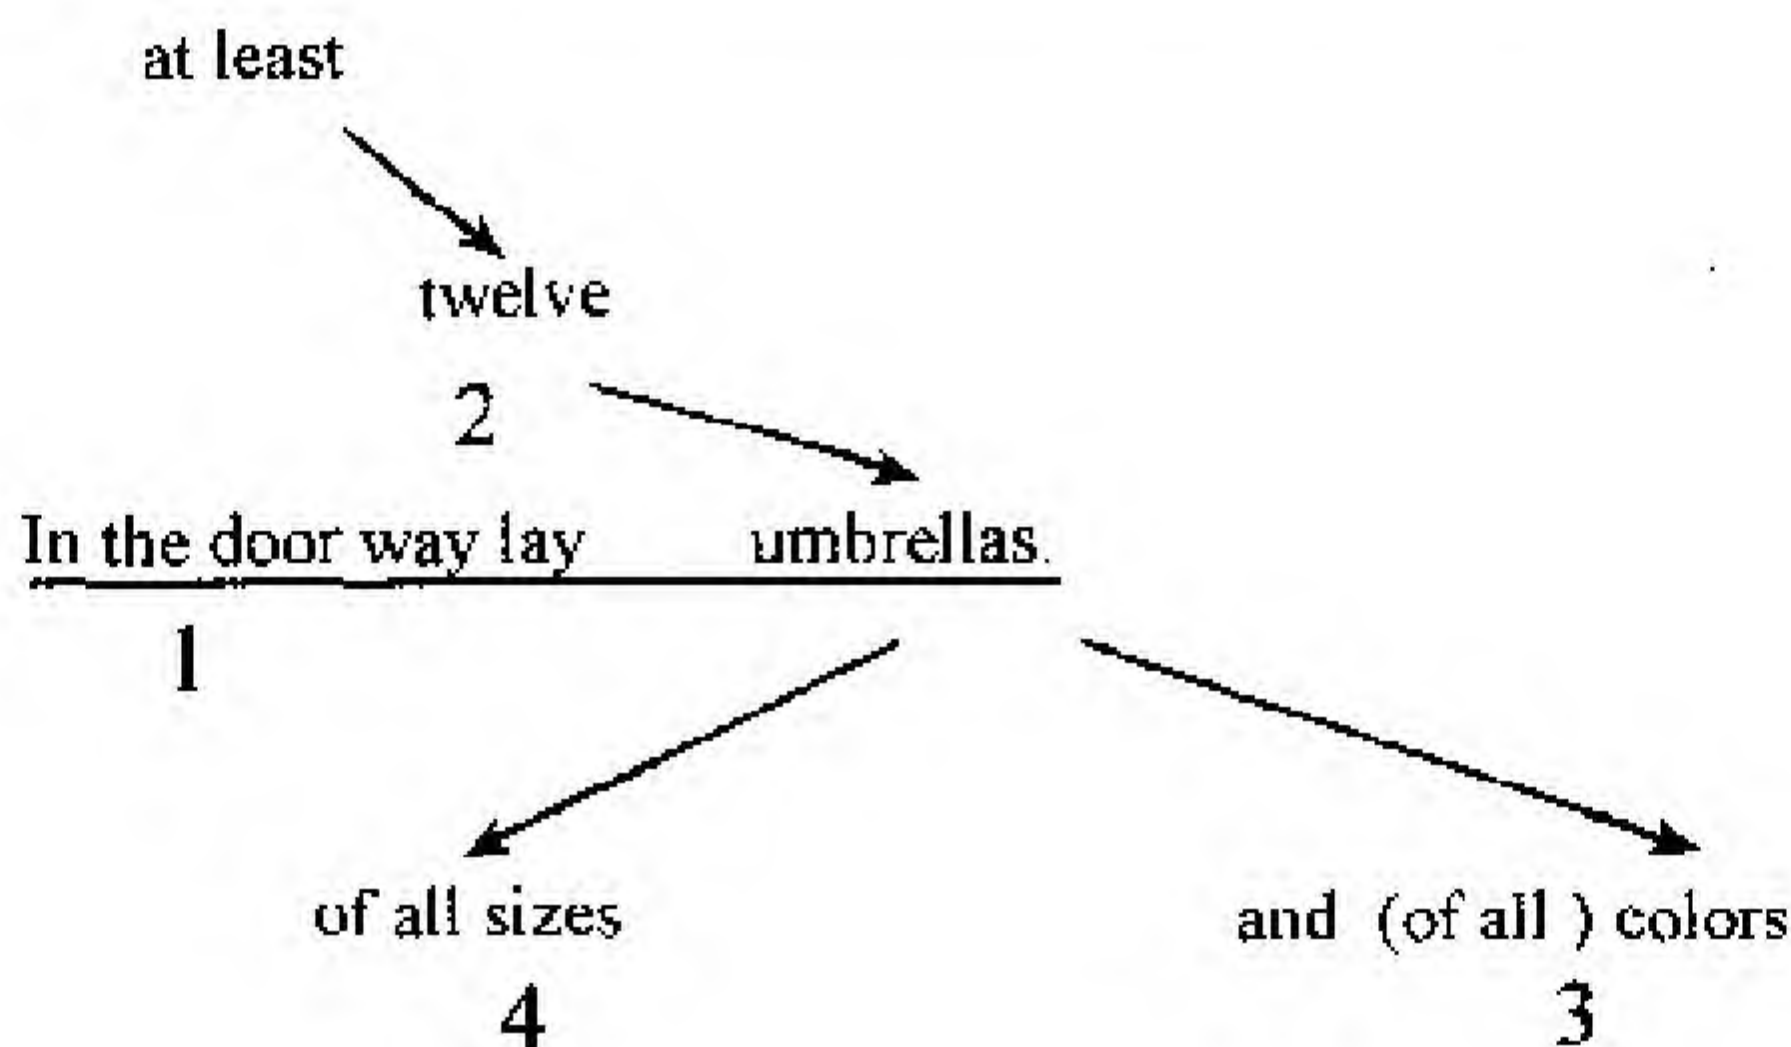 at least
twelve
2
In the door way lay umbrellas.
1
of all sizes and (of all ) colors
4 3